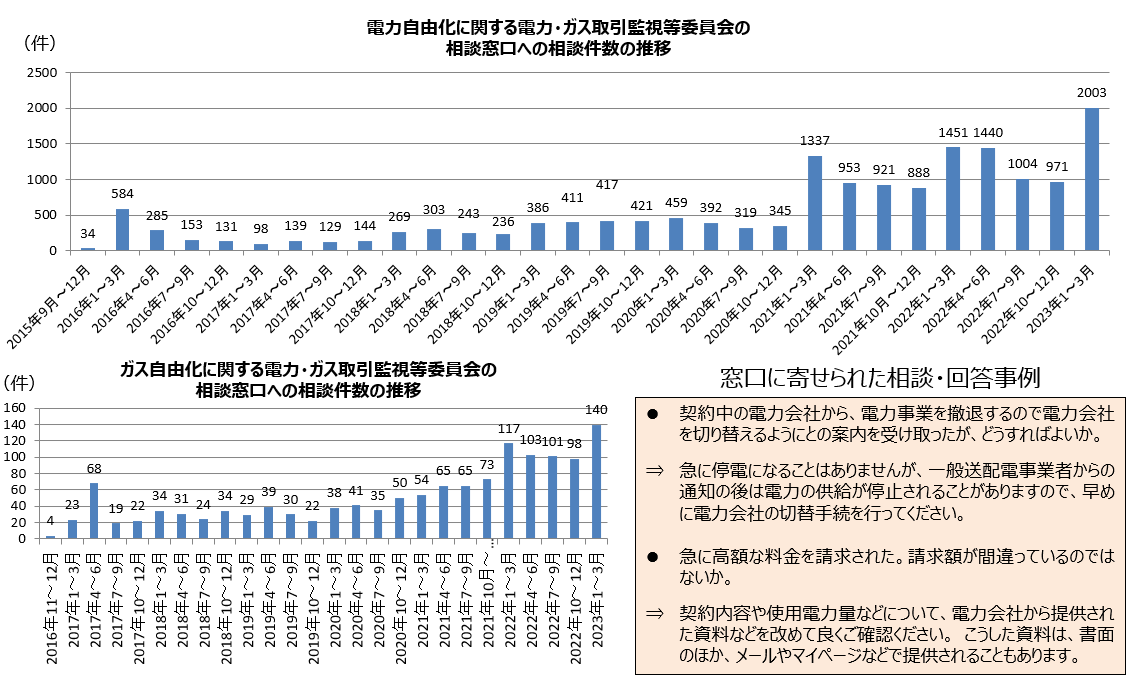 電力自由化に関する電力・ガス取引監視等委員会の
相談窓口への相談件数の推移
(件)
2500
2000
1500
1000
500
0
34
584
285
153
131
98
139
129
144
269
303
243
236
386
411
417
421
459
392
319
345
1337
953
921
888
1451
1440
1004
971
2003
2015年9月～12月
2016年1～3月
2016年4～6月
2016年7～9月
2016年10～12月
2017年1～3月
2017年4～6月
2017年7～9月
2017年10～12月
2018年1～3月
2018年4～6月
2018年7～9月
2018年10～12月
2019年1～3月
2019年4～6月
2019年7～9月
2019年10～12月
2020年1～3月
2020年4～6月
2020年7～9月
2020年10～12月
2021年1～3月
2021年4～6月
2021年7～9月
2021年10月～12月
2022年1～3月
2022年4～6月
2022年7～9月
2022年10～12月
2023年1～3月
ガス自由化に関する電力・ガス取引監視等委員会の
相談窓口への相談件数の推移
(件)
160
140
120
100
80
60
40
20
0
4
23
68
19
22
34
31
24
34
29
39
30
22
38
41
35
50
54
65
65
73
117
103
101
98
140
2016年11～12月
2017年1～3月
2017年4～6月
2017年7～9月
2017年10～12月
2018年1～3月
2018年4～6月
2018年7～9月
2018年10～12月
2019年1～3月
2019年4～6月
2019年7～9月
2019年10～12月
2020年1～3月
2020年4～6月
2020年7～9月
2020年10～12月
2021年1～3月
2021年4～6月
2021年7～9月
2021年10月～…
2022年1～3月
2022年4～6月
2022年7～9月
2022年10～12月
2023年1～3月
窓口に寄せられた相談・回答事例
● 契約中の電力会社から、電力事業を撤退するので電力会社
を切り替えるようにとの案内を受け取ったが、どうすればよいか。
⇒ 急に停電になることはありませんが、一般送配電事業者からの
通知の後は電力の供給が停止されることがありますので、早め
に電力会社の切替手続を行ってください。
● 急に高額な料金を請求された。請求額が間違っているのでは
ないか。
⇒ 契約内容や使用電力量などについて、電力会社から提供され
た資料などを改めて良くご確認ください。 こうした資料は、書面
のほか、メールやマイページなどで提供されることもあります。